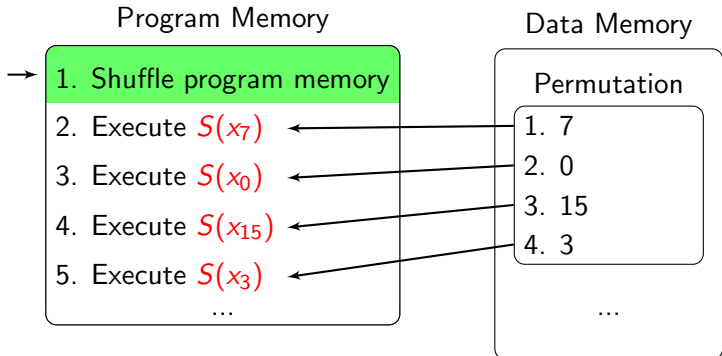 Program Memory
1. Shuffle program memory
2. Execute S(x₇)
3. Execute S(x₀)
4. Execute S(x₁₅)
5. Execute S(x₃)
...
Data Memory
Permutation
1. 7
2. 0
3. 15
4. 3
...